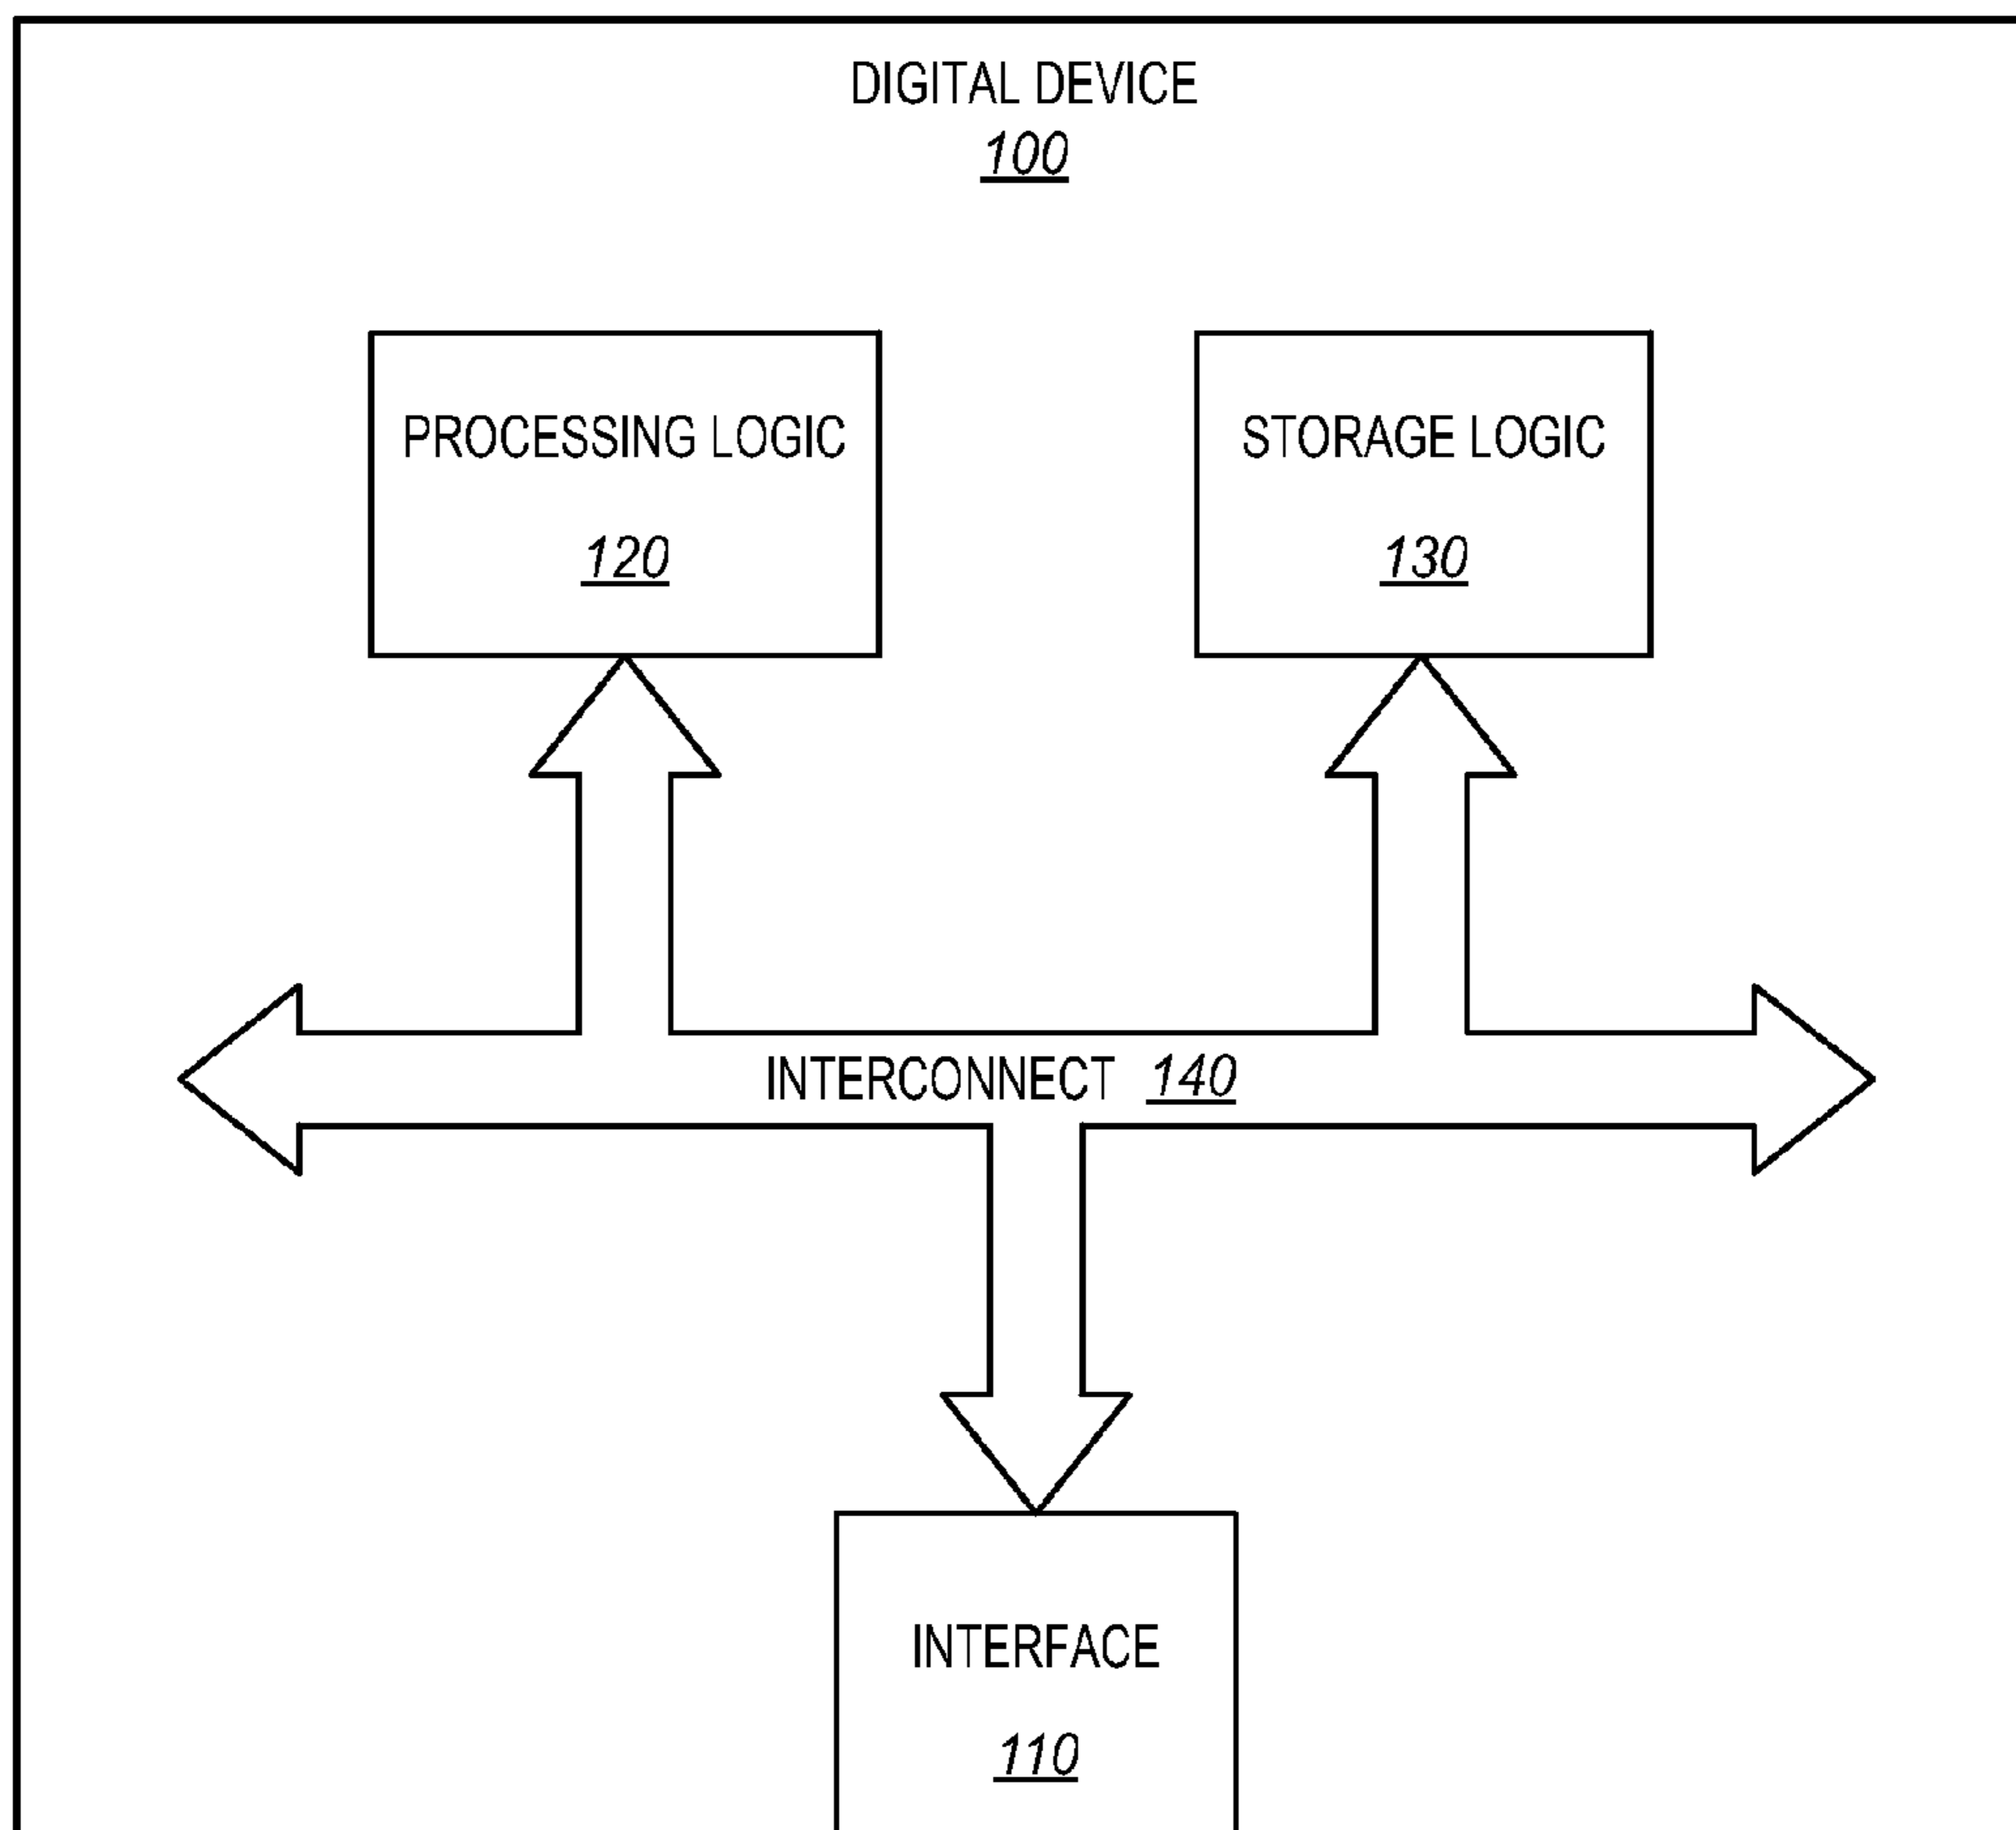 DIGITAL DEVICE
100
PROCESSING LOGIC
120
STORAGE LOGIC
130
INTERCONNECT 140
INTERFACE
110